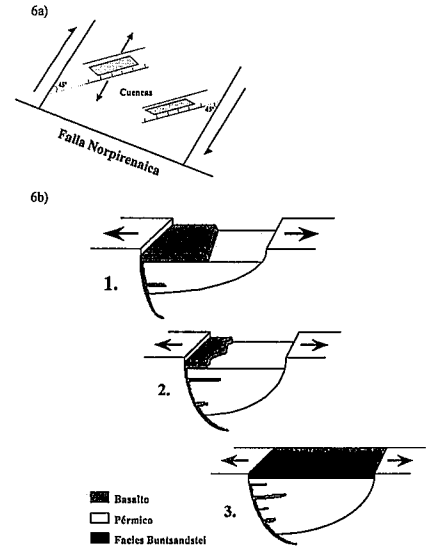 6a)
45°
Cuencas
45°
Falla Norpirenaica
6b)
1.
2.
3.
Basalto
Pérmico
Facies Buntsandstei